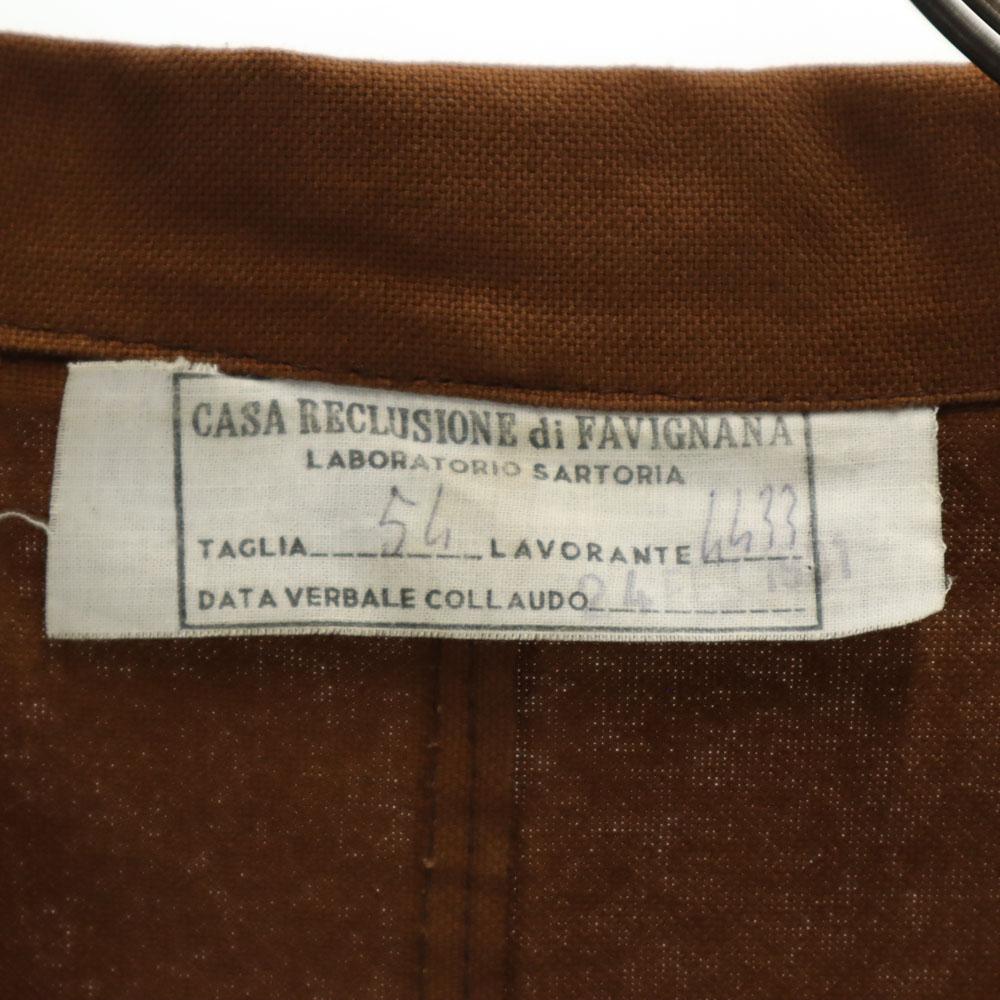 CASA RECLUSIONE di FAVIGNANA
LABORATORIO SARTORIA
TAGLIA 54 LAVORANTE 4433
DATA VERBALE COLLAUDO